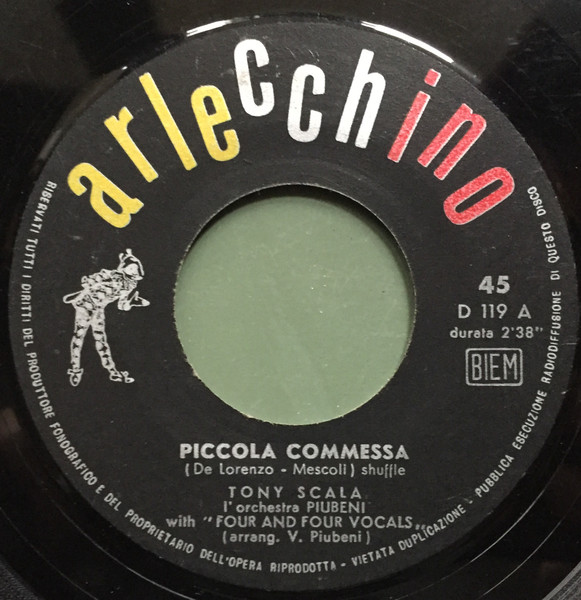 arlecchino
45
D 119 A
durata 2'38"
BIEM
PICCOLA COMMESSA
(De Lorenzo - Mescoli) shuffle
TONY SCALA
l'orchestra PIUBENI
with "FOUR AND FOUR VOCALS"
(arrang. V. Piubeni)
RISERVATI TUTTI I DIRITTI DEL PRODUTTORE FONOGRAFICO E DEL PROPRIETARIO DELL'OPERA RIPRODOTTA - VIETATA DUPLICAZIONE - PUBBLICA ESECUZIONE RADIODIFFUSIONE DI QUESTO DISCO